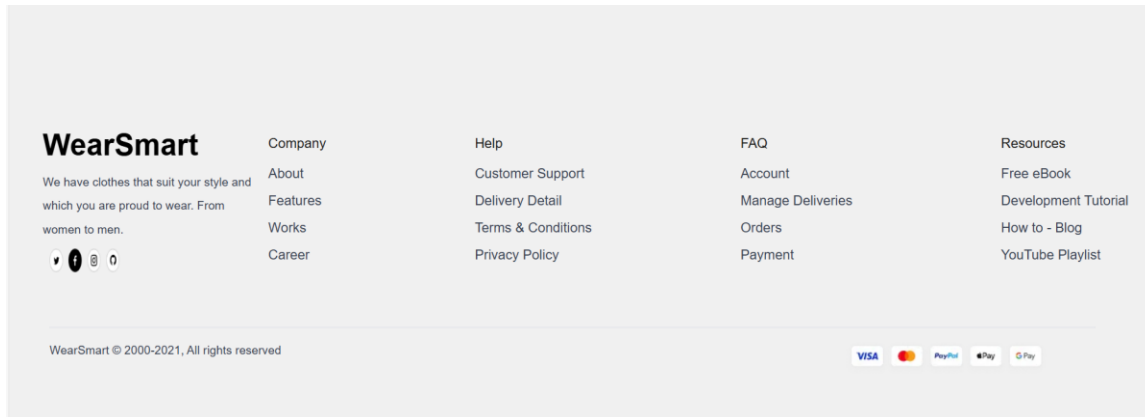 WearSmart
We have clothes that suit your style and
which you are proud to wear. From
women to men.
Company
About
Features
Works
Career
Help
Customer Support
Delivery Detail
Terms & Conditions
Privacy Policy
FAQ
Account
Manage Deliveries
Orders
Payment
Resources
Free eBook
Development Tutorial
How to - Blog
YouTube Playlist
WearSmart © 2000-2021, All rights reserved
VISA
PayPal
Pay
G Pay